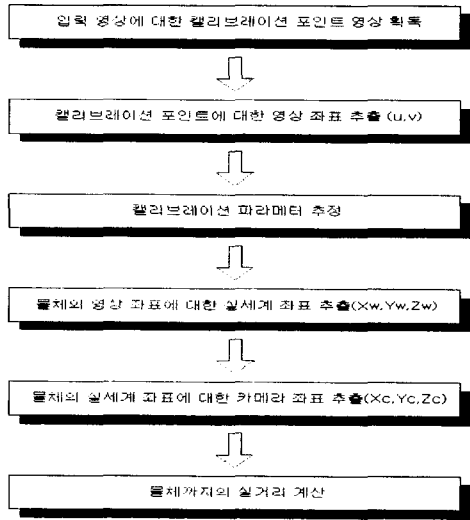 입력 영상에 대한 캘리브레이션 포인트 영상 획득
캘리브레이션 포인트에 대한 영상 좌표 추출 (u,v)
캘리브레이션 파라메터 추정
물체의 영상 좌표에 대한 실세계 좌표 추출(Xw,Yw,Zw)
물체의 실세계 좌표에 대한 카메라 좌표 추출(Xc,Yc,Zc)
물체까지의 실거리 계산